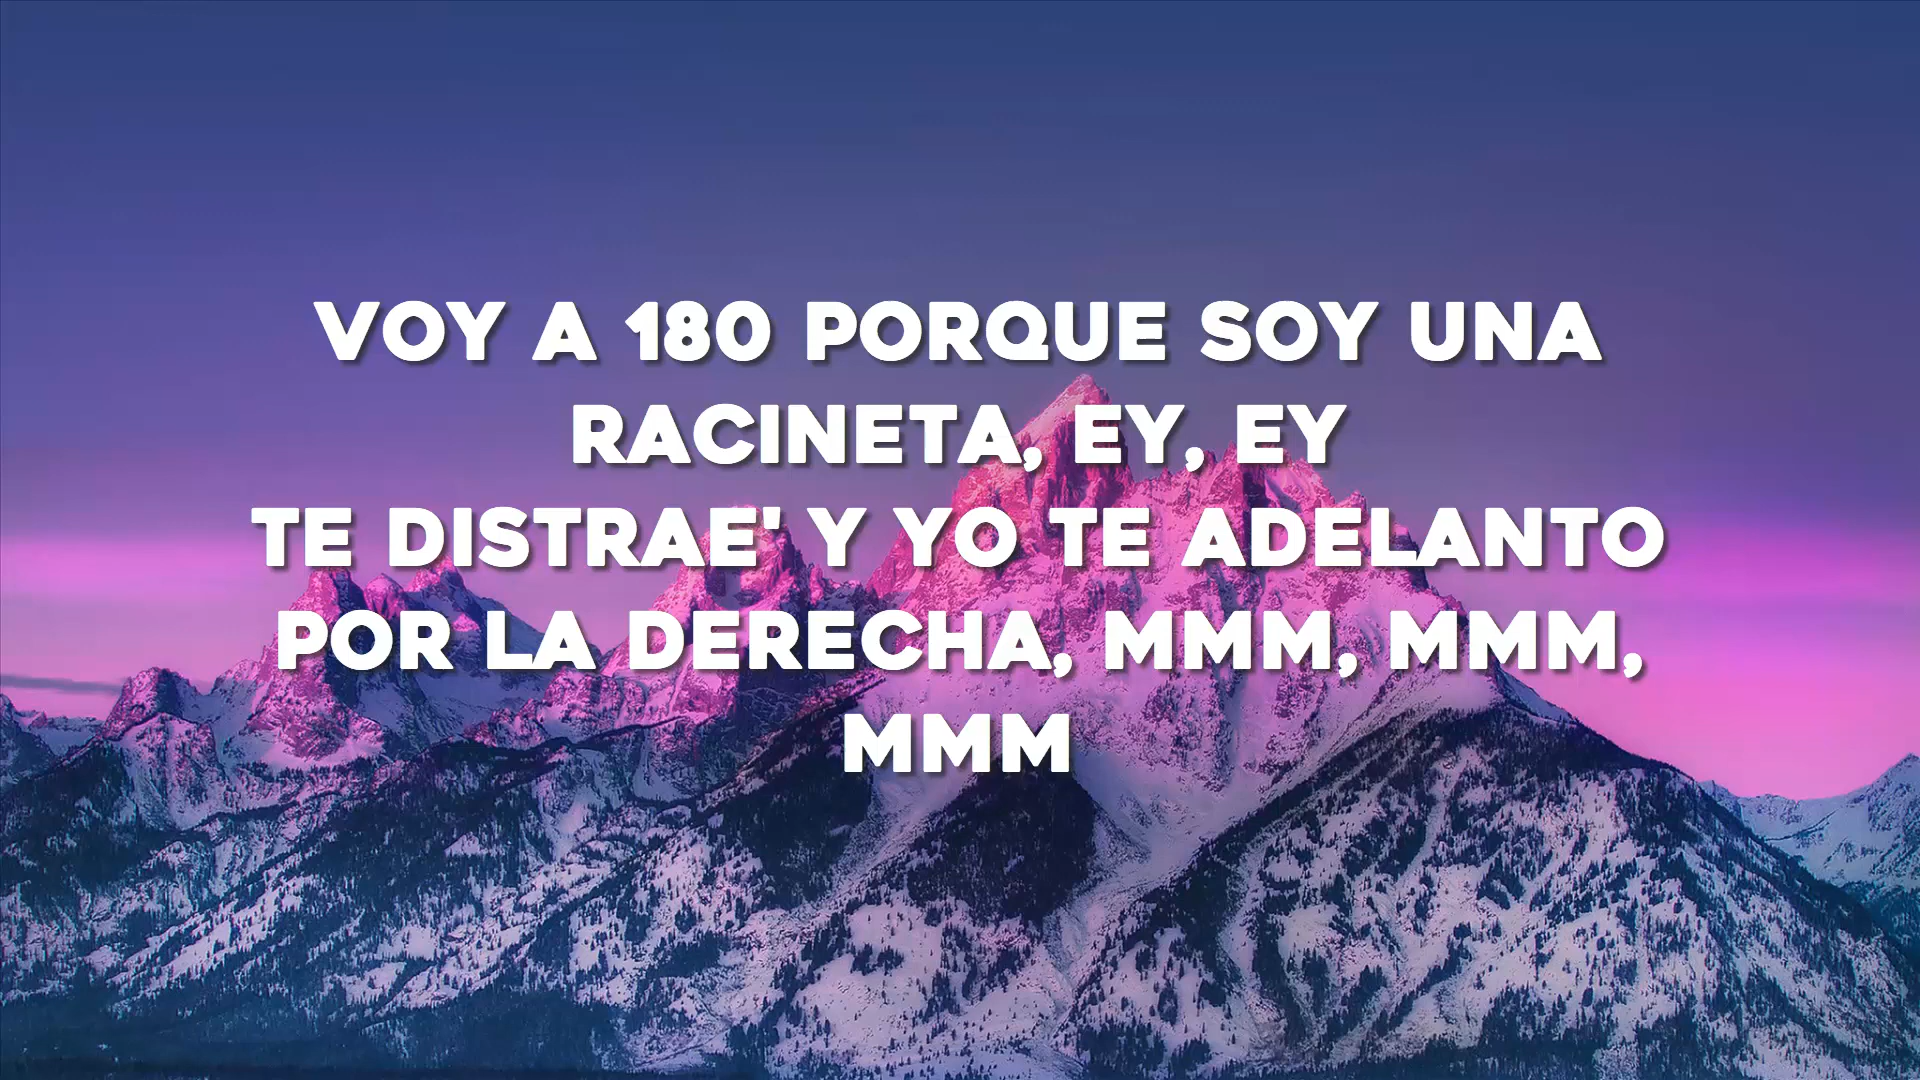 VOY A 180 PORQUE SOY UNA
RACINETA, EY, EY
TE DISTRAE' Y YO TE ADELANTO
POR LA DERECHA, MMM, MMM,
MMM